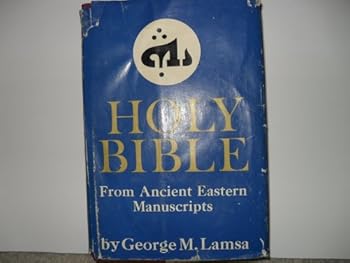 HOLY
BIBLE
From Ancient Eastern
Manuscripts
by George M. Lamsa